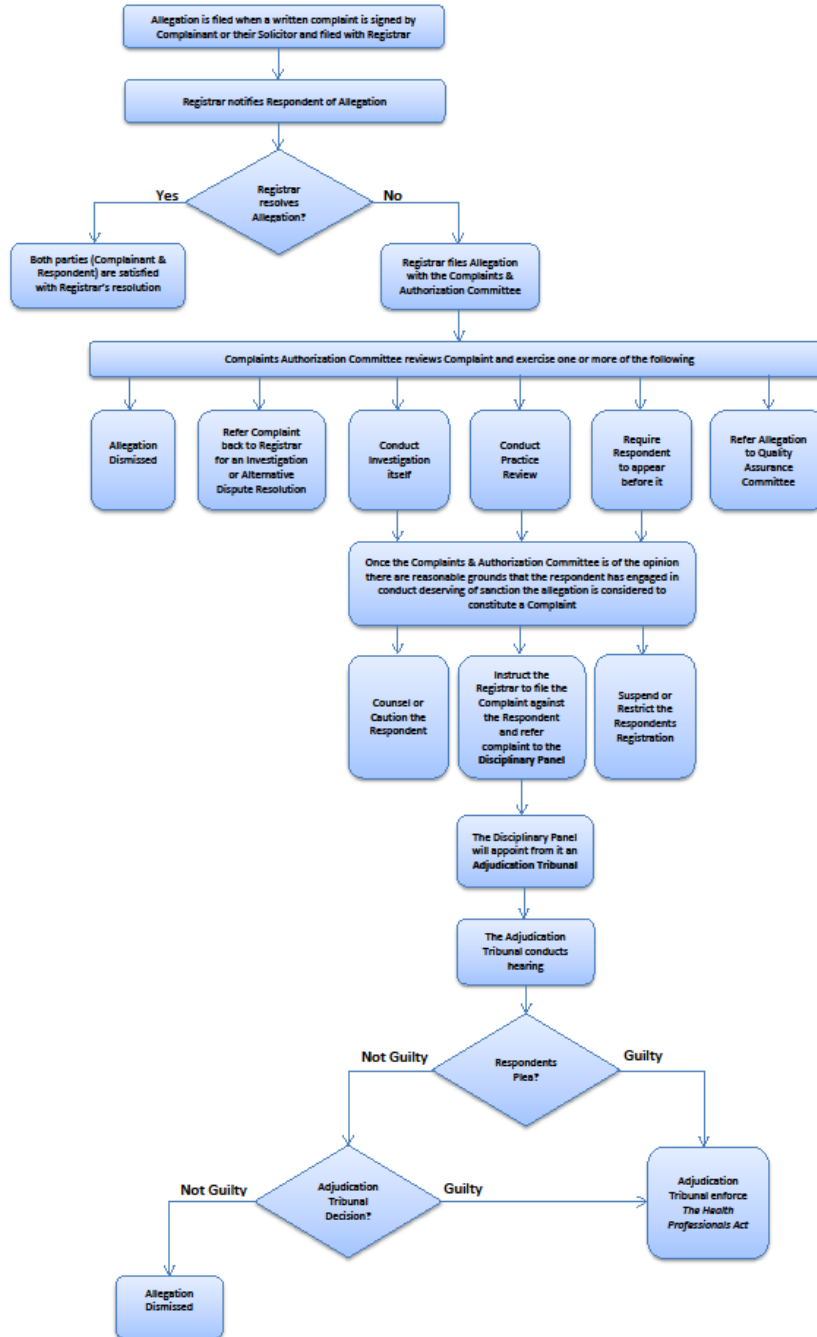 Allegation is filed when a written complaint is signed by
Complainant or their Solicitor and filed with Registrar
Registrar notifies Respondent of Allegation
Registrar
resolves
Allegation?
Yes
No
Both parties (Complainant &
Respondent) are satisfied
with Registrar's resolution
Registrar files Allegation
with the Complaints &
Authorization Committee
Complaints Authorization Committee reviews Complaint and exercise one or more of the following
Allegation
Dismissed
Refer Complaint
back to Registrar
for an Investigation
or Alternative
Dispute Resolution
Conduct
Investigation
itself
Conduct
Practice
Review
Require
Respondent
to appear
before it
Refer Allegation
to Quality
Assurance
Committee
Once the Complaints & Authorization Committee is of the opinion
there are reasonable grounds that the respondent has engaged in
conduct deserving of sanction the allegation is considered to
constitute a Complaint
Counsel or
Caution the
Respondent
Instruct the
Registrar to file the
Complaint against
the Respondent
and refer
complaint to the
Disciplinary Panel
Suspend or
Restrict the
Respondents
Registration
The Disciplinary Panel
will appoint from it an
Adjudication Tribunal
The Adjudication
Tribunal conducts
hearing
Respondents
Plea?
Not Guilty
Guilty
Adjudication
Tribunal
Decision?
Not Guilty
Guilty
Adjudication
Tribunal enforce
The Health
Professionals Act
Allegation
Dismissed